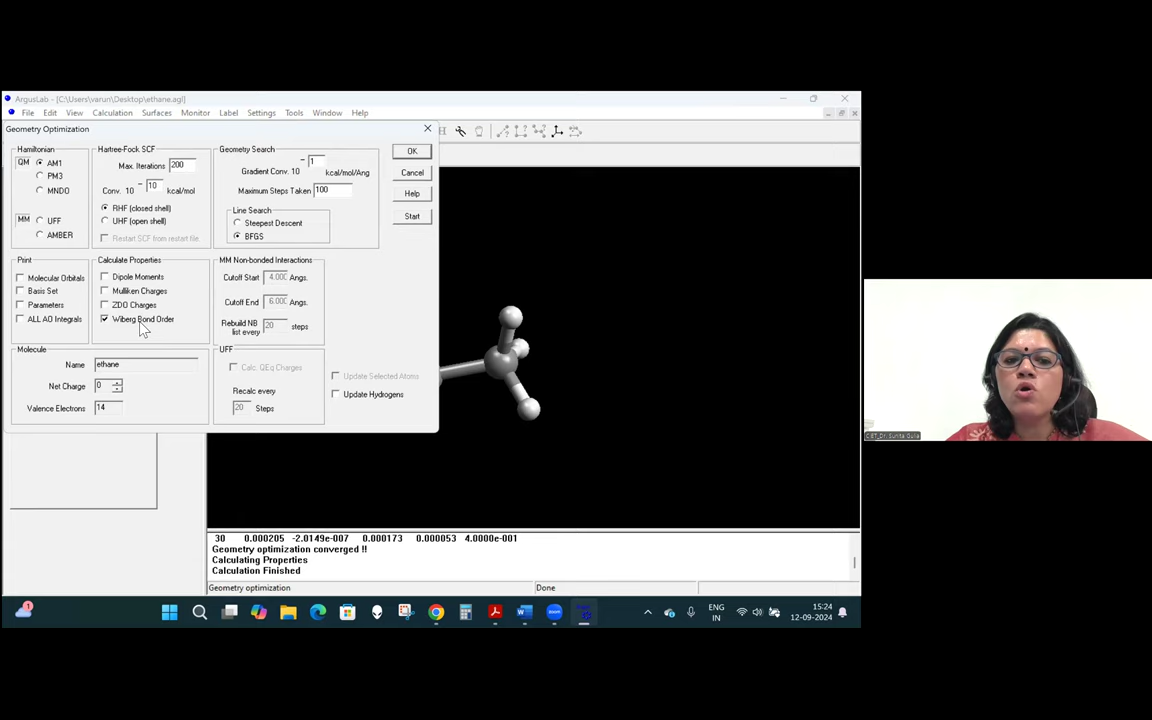 ArgusLab - [C:\Users\varun\Desktop\ethane.agl]
File Edit View Calculation Surfaces Monitor Label Settings Tools Window Help
Geometry Optimization
Hamiltonian
QM AM1
PM3
MNDO
MM UFF
AMBER
Hartree-Fock SCF
Max. Iterations 200
Conv. 10 - 10 kcal/mol
RHF (closed shell)
UHF (open shell)
Restart SCF from restart file.
Geometry Search
Gradient Conv. 10 - 1 kcal/mol/Ang
Maximum Steps Taken 100
Line Search
Steepest Descent
BFGS
OK
Cancel
Help
Start
Print
Molecular Orbitals
Basis Set
Parameters
ALL AO Integrals
Calculate Properties
Dipole Moments
Mulliken Charges
ZDO Charges
Wiberg Bond Order
MM Non-bonded Interactions
Cutoff Start 4.000 Angs.
Cutoff End 6.000 Angs.
Rebuild NB
list every 20 steps
Molecule
Name ethane
Net Charge 0
Valence Electrons 14
UFF
Calc. QEq Charges
Recalc every
20 Steps
Update Selected Atoms
Update Hydrogens
30 0.000205 -2.0149e-007 0.000173 0.000053 4.0000e-001
Geometry optimization converged !!
Calculating Properties
Calculation Finished
Geometry optimization Done
ENG
IN
15:24
12-09-2024
1
CIET_Dr. Sunita Gulia